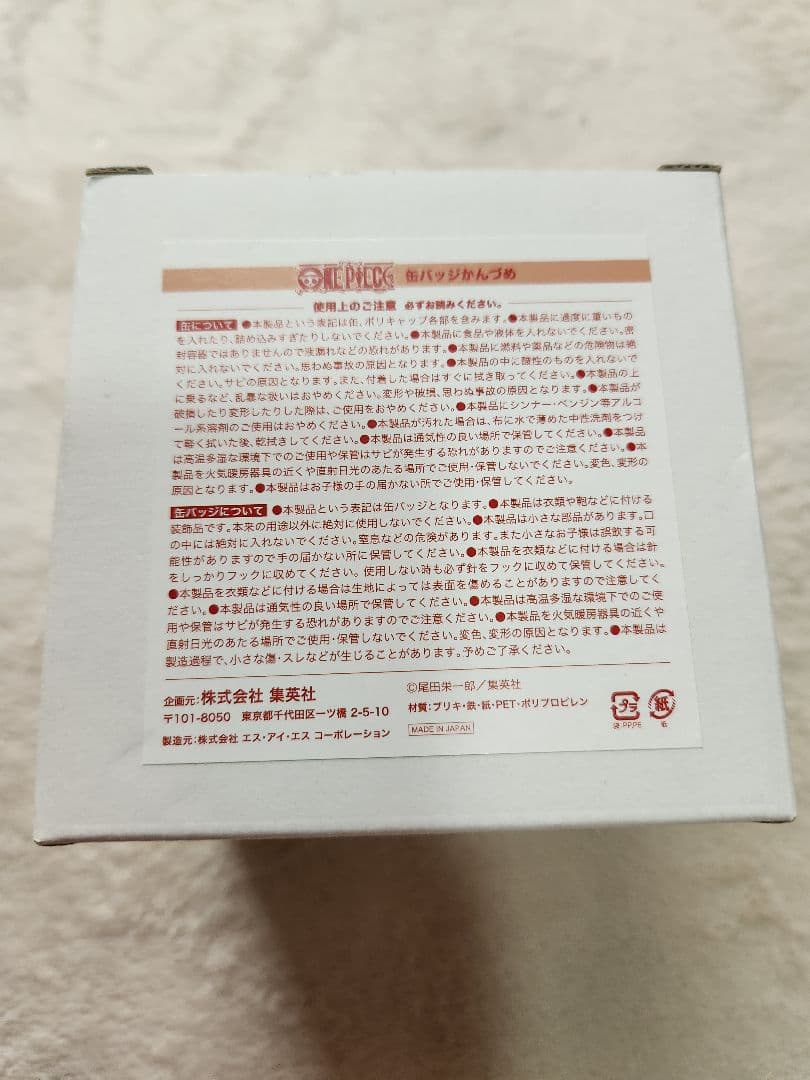 ONE PIECE 缶バッジかんづめ
使用上のご注意 必ずお読みください。
缶について ●本製品という表記は缶、ポリキャップ各部を含みます。●本製品に過度に重いもの
を入れたり、詰め込みすぎたりしないでください。●本製品に食品や液体を入れないでください。密
封容器ではありませんので液漏れなどの恐れがあります。●本製品に燃料や薬品などの危険物は絶
対に入れないでください。思わぬ事故の原因となります。●本製品の中に酸性のものを入れないで
ください。サビの原因となります。また、付着した場合はすぐに拭き取ってください。●本製品の上
に乗るなど、乱暴な扱いはおやめください。変形や破損、思わぬ事故の原因となります。●本製品が
破損したり変形したりした際は、ご使用をおやめください。●本製品にシンナー・ベンジン等アルコ
ール系溶剤のご使用はおやめください。●本製品が汚れた場合は、布に水で薄めた中性洗剤をつけ
て軽く拭いた後、乾拭きしてください。●本製品は通気性の良い場所で保管してください。●本製品
は高温多湿な環境下でのご使用や保管はサビが発生する恐れがありますのでご注意ください。●本
製品を火気暖房器具の近くや直射日光のあたる場所でご使用・保管しないでください。変色、変形の
原因となります。●本製品はお子様の手の届かない所でご使用・保管してください。
缶バッジについて ●本製品という表記は缶バッジとなります。●本製品は衣類や鞄などに付ける
装飾品です。本来の用途以外に絶対に使用しないでください。●本製品は小さな部品があります。口
の中には絶対に入れないでください。窒息などの危険があります。また小さなお子様は誤飲する可
能性がありますので手の届かない所に保管してください。●本製品を衣類などに付ける場合は針
をしっかりフックに収めてください。使用しない時も必ず針をフックに収めて保管してください。
●本製品を衣類などに付ける場合は生地によっては表面を傷めることがありますので注意してく
ださい。●本製品は通気性の良い場所で保管してください。●本製品は高温多湿な環境下でのご使
用や保管はサビが発生する恐れがありますのでご注意ください。●本製品を火気暖房器具の近くや
直射日光のあたる場所でご使用・保管しないでください。変色、変形の原因となります。●本製品は
製造過程で、小さな傷・スレなどが生じることがあります。予めご了承ください。
企画元:株式会社 集英社
〒101-8050 東京都千代田区一ツ橋 2-5-10
製造元:株式会社 エス・アイ・エス コーポレーション
©尾田栄一郎/集英社
材質:ブリキ・鉄・紙・PET・ポリプロピレン
MADE IN JAPAN
プラ
袋:PP,PE
紙
紙